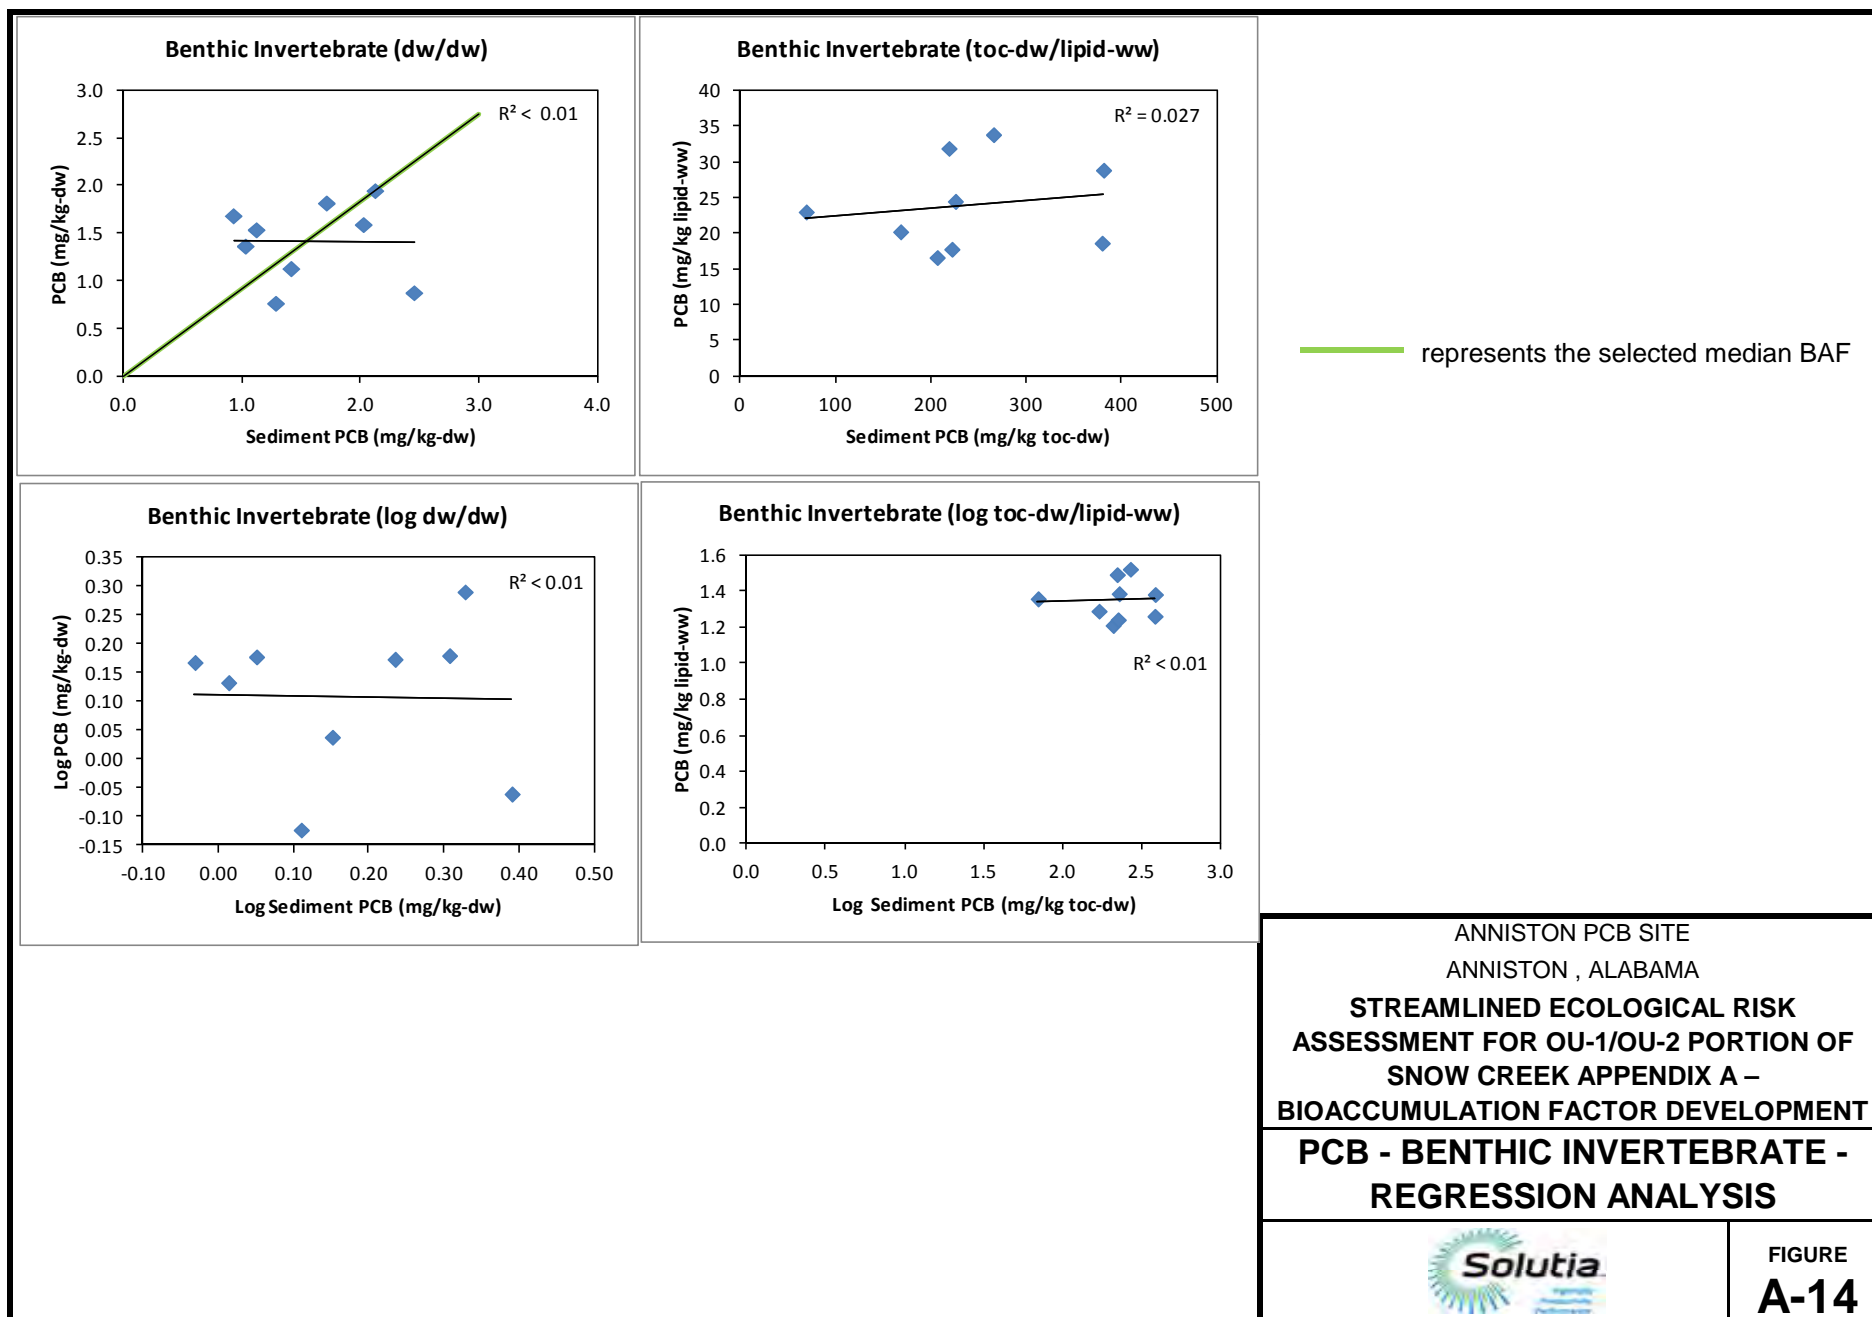 Benthic Invertebrate (dw/dw)
R² < 0.01
3.0
2.5
2.0
1.5
1.0
0.5
0.0
PCB (mg/kg-dw)
0.0 1.0 2.0 3.0 4.0
Sediment PCB (mg/kg-dw)
Benthic Invertebrate (toc-dw/lipid-ww)
R² = 0.027
40
35
30
25
20
15
10
5
0
PCB (mg/kg lipid-ww)
0 100 200 300 400 500
Sediment PCB (mg/kg toc-dw)
represents the selected median BAF
Benthic Invertebrate (log dw/dw)
R² < 0.01
0.35
0.30
0.25
0.20
0.15
0.10
0.05
0.00
-0.05
-0.10
-0.15
Log PCB (mg/kg-dw)
-0.10 0.00 0.10 0.20 0.30 0.40 0.50
Log Sediment PCB (mg/kg-dw)
Benthic Invertebrate (log toc-dw/lipid-ww)
R² < 0.01
1.6
1.4
1.2
1.0
0.8
0.6
0.4
0.2
0.0
PCB (mg/kg lipid-ww)
0.0 0.5 1.0 1.5 2.0 2.5 3.0
Log Sediment PCB (mg/kg toc-dw)
ANNISTON PCB SITE
ANNISTON , ALABAMA
STREAMLINED ECOLOGICAL RISK
ASSESSMENT FOR OU-1/OU-2 PORTION OF
SNOW CREEK APPENDIX A –
BIOACCUMULATION FACTOR DEVELOPMENT
PCB - BENTHIC INVERTEBRATE -
REGRESSION ANALYSIS
Solutia
FIGURE
A-14